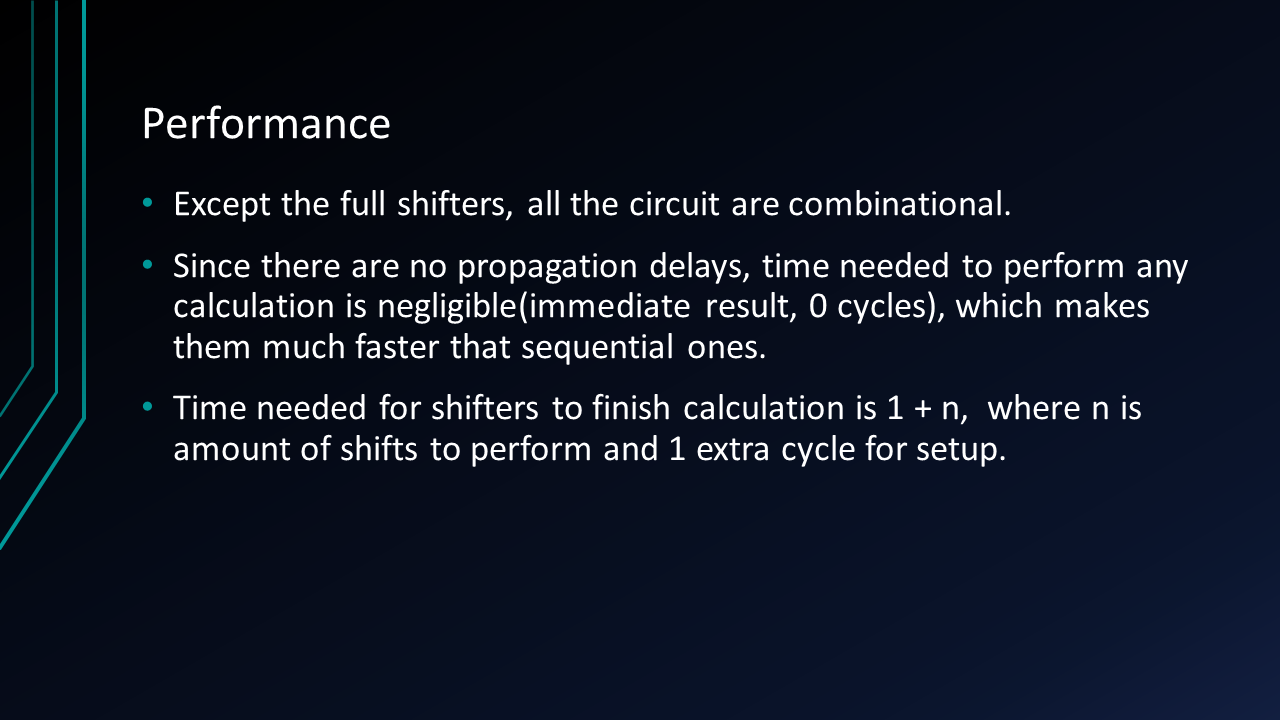 Performance
• Except the full shifters, all the circuit are combinational.
• Since there are no propagation delays, time needed to perform any
calculation is negligible(immediate result, 0 cycles), which makes
them much faster that sequential ones.
• Time needed for shifters to finish calculation is 1 + n, where n is
amount of shifts to perform and 1 extra cycle for setup.